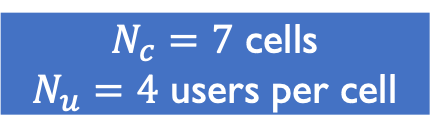 N_c = 7 cells
N_u = 4 users per cell